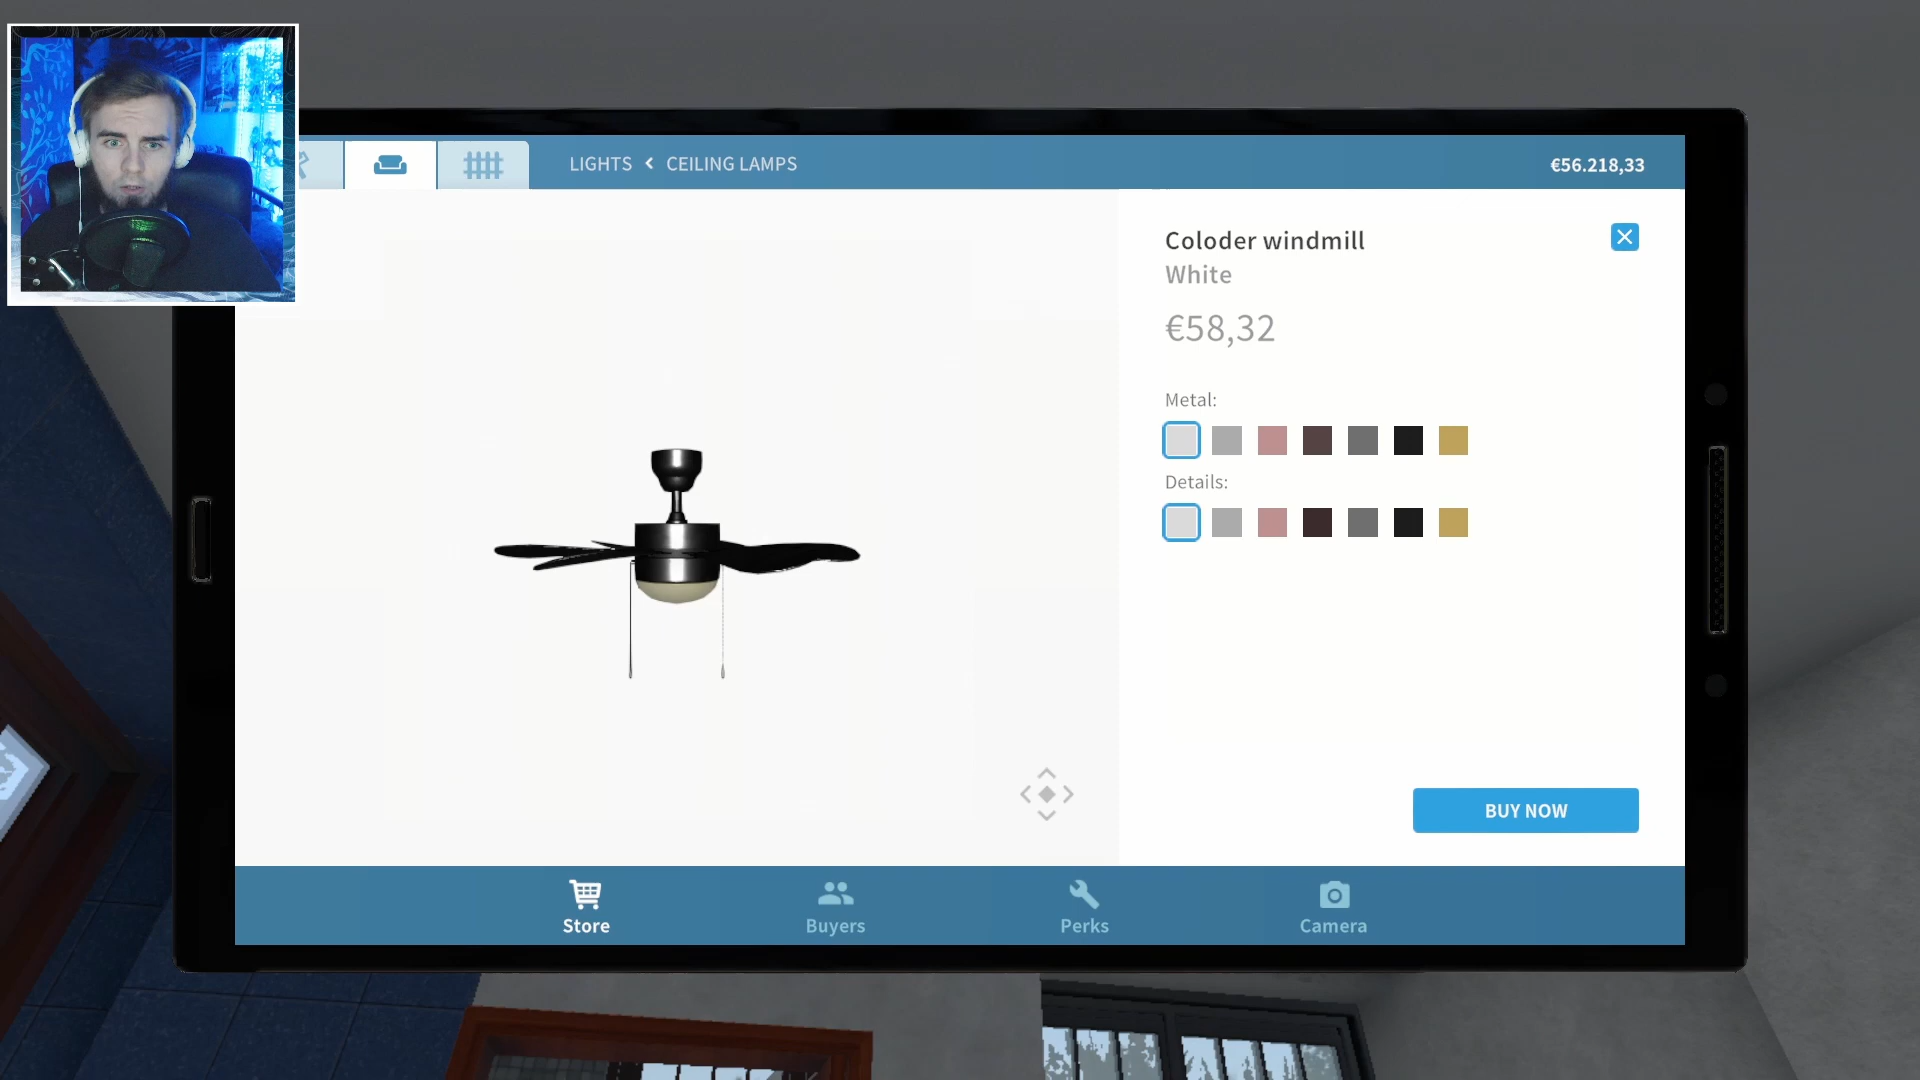 LIGHTS < CEILING LAMPS
€56.218,33
Coloder windmill
White
€58,32
Metal:
Details:
BUY NOW
Store
Buyers
Perks
Camera